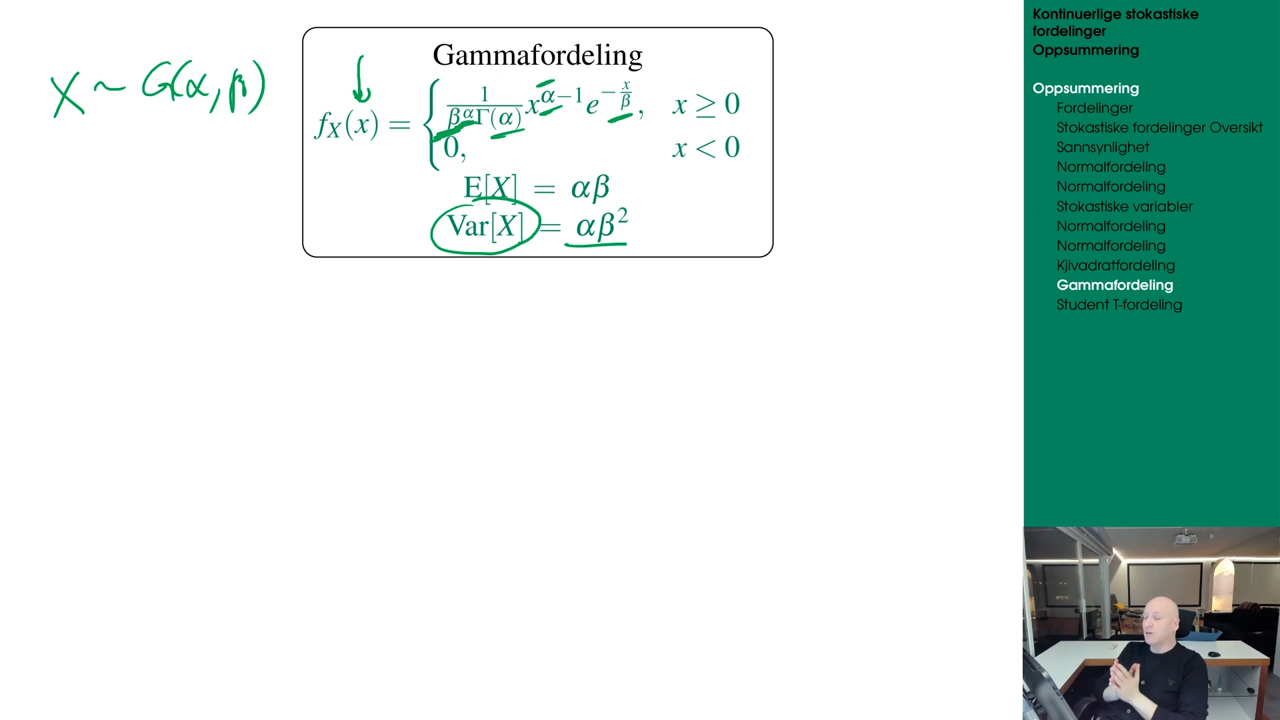 X ~ G(α, β)
Gammafordeling
f_X(x) = { 1/(β^α Γ(α)) x^{α−1} e^{−x/β}, x ≥ 0
0, x < 0
E[X] = αβ
Var[X] = αβ²
Kontinuerlige stokastiske
fordelinger
Oppsummering
Oppsummering
Fordelinger
Stokastiske fordelinger Oversikt
Sannsynlighet
Normalfordeling
Normalfordeling
Stokastiske variabler
Normalfordeling
Normalfordeling
Kjivadratfordeling
Gammafordeling
Student T-fordeling